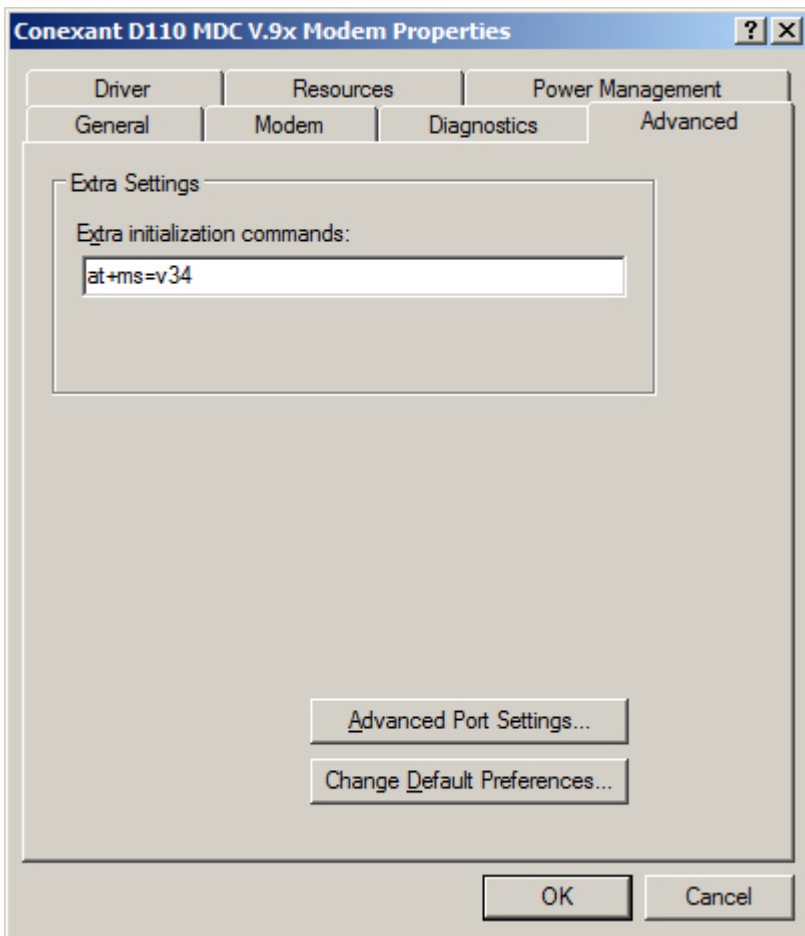 Conexant D110 MDC V.9x Modem Properties
Driver Resources Power Management
General Modem Diagnostics Advanced
Extra Settings
Extra initialization commands:
at+ms=v34
Advanced Port Settings...
Change Default Preferences...
OK Cancel